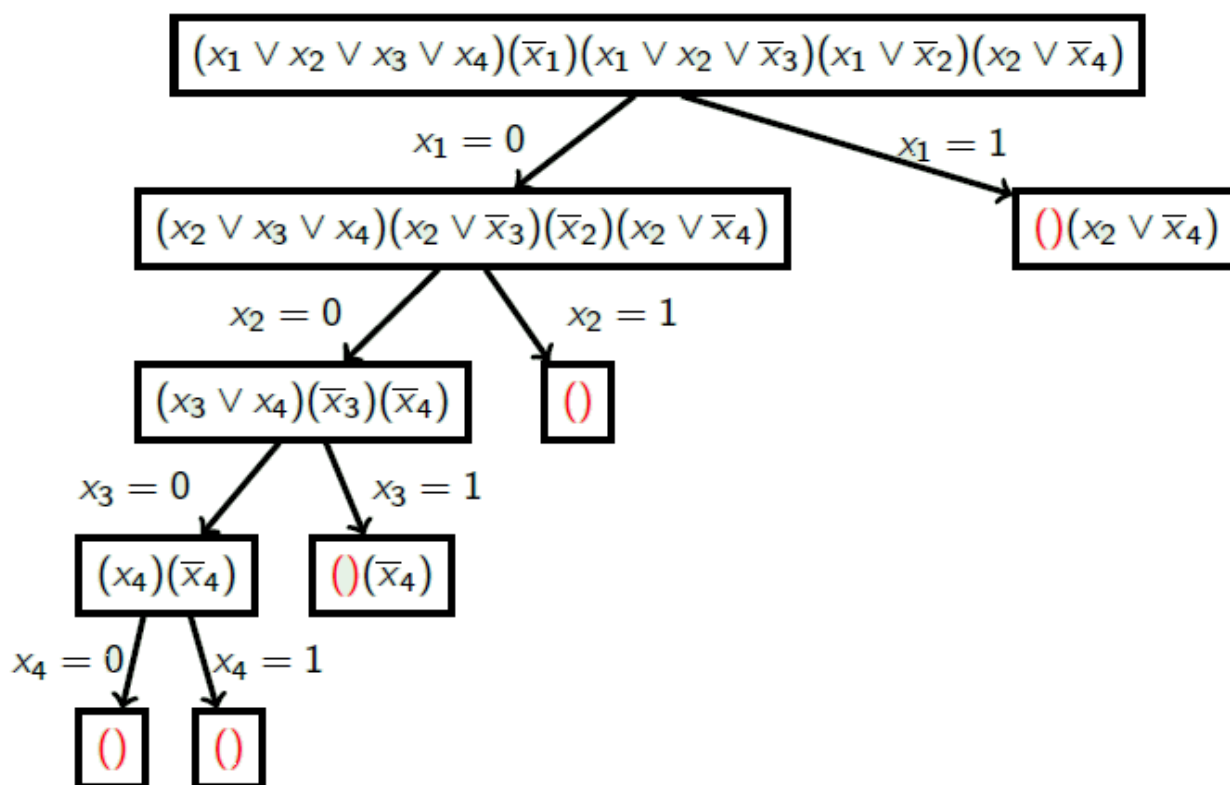 (x₁ ∨ x₂ ∨ x₃ ∨ x₄)(x̅₁)(x₁ ∨ x₂ ∨ x̅₃)(x₁ ∨ x̅₂)(x₂ ∨ x̅₄)
x₁ = 0
x₁ = 1
(x₂ ∨ x₃ ∨ x₄)(x₂ ∨ x̅₃)(x̅₂)(x₂ ∨ x̅₄)
()(x₂ ∨ x̅₄)
x₂ = 0
x₂ = 1
(x₃ ∨ x₄)(x̅₃)(x̅₄)
()
x₃ = 0
x₃ = 1
(x₄)(x̅₄)
()(x̅₄)
x₄ = 0
x₄ = 1
()
()